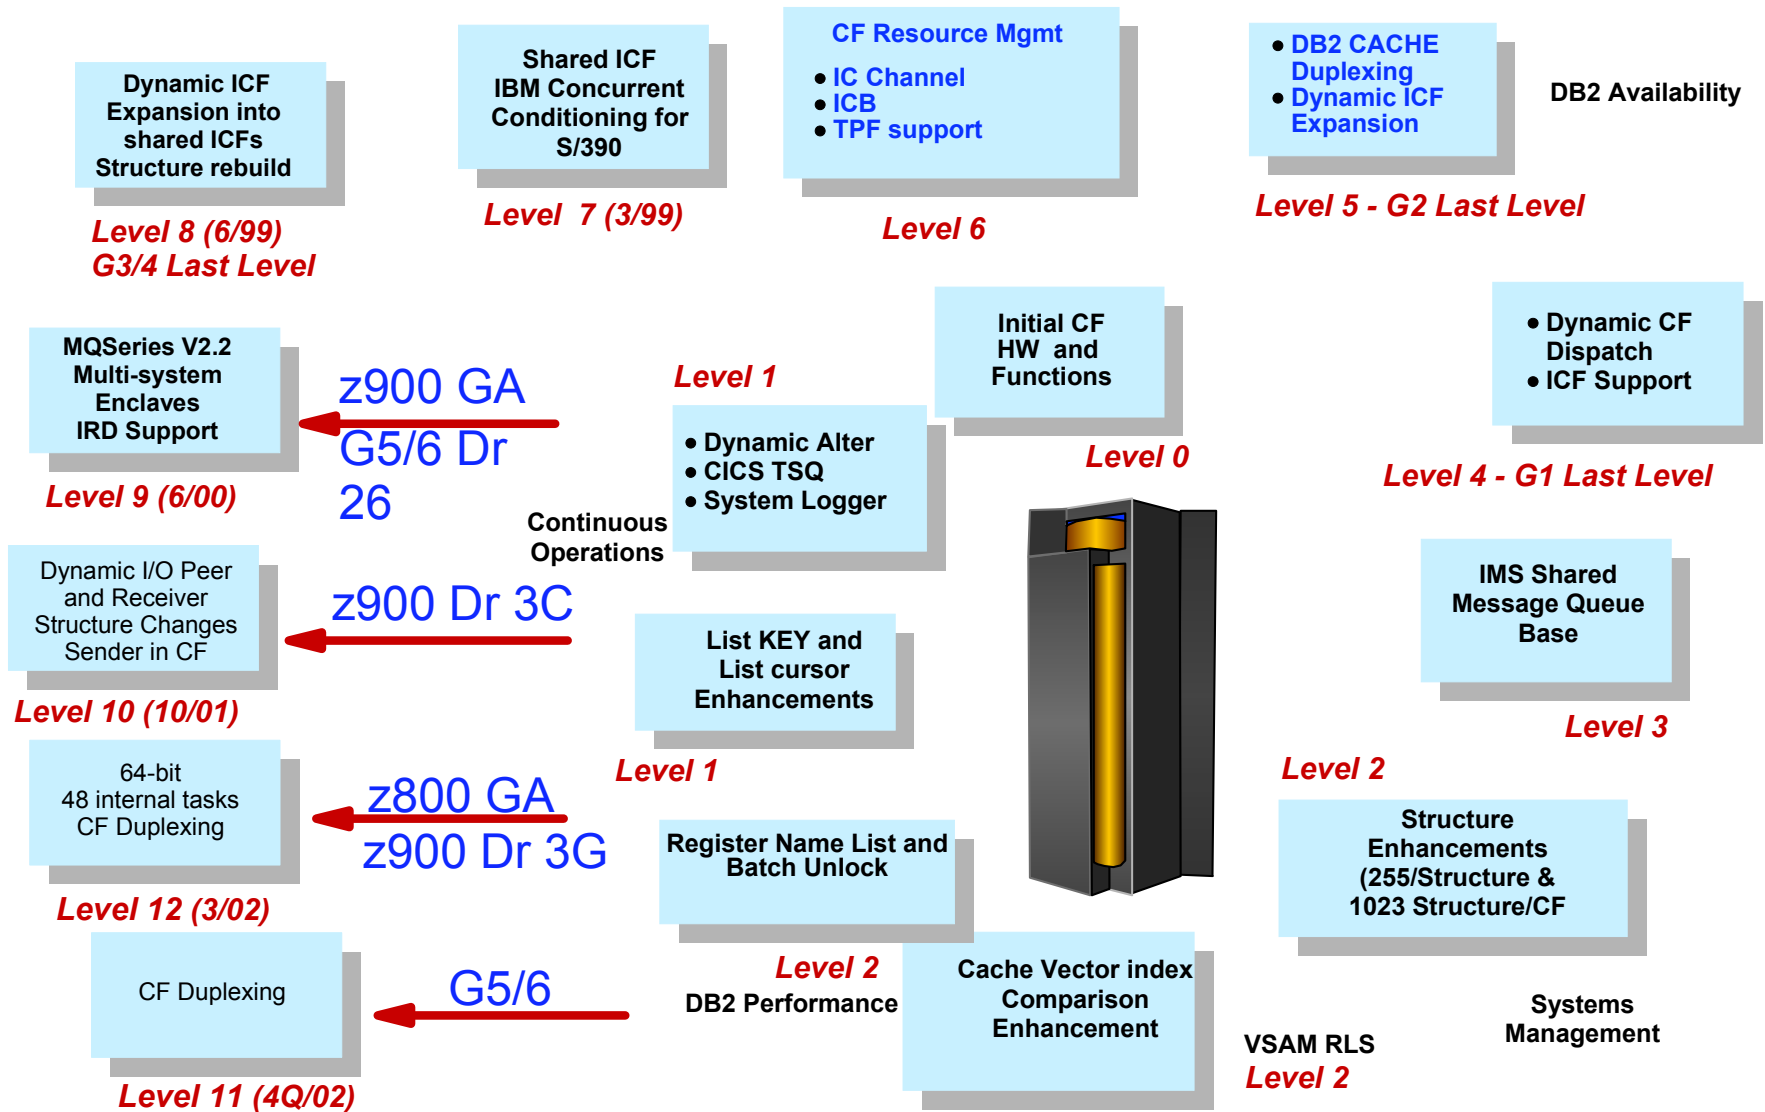 Dynamic ICF
Expansion into
shared ICFs
Structure rebuild
Level 8 (6/99)
G3/4 Last Level
Shared ICF
IBM Concurrent
Conditioning for
S/390
Level 7 (3/99)
CF Resource Mgmt
● IC Channel
● ICB
● TPF support
Level 6
● DB2 CACHE
Duplexing
● Dynamic ICF
Expansion
DB2 Availability
Level 5 - G2 Last Level
MQSeries V2.2
Multi-system
Enclaves
IRD Support
Level 9 (6/00)
z900 GA
G5/6 Dr
26
Level 1
● Dynamic Alter
● CICS TSQ
● System Logger
Continuous
Operations
Initial CF
HW and
Functions
Level 0
● Dynamic CF
Dispatch
● ICF Support
Level 4 - G1 Last Level
Dynamic I/O Peer
and Receiver
Structure Changes
Sender in CF
Level 10 (10/01)
z900 Dr 3C
List KEY and
List cursor
Enhancements
Level 1
IMS Shared
Message Queue
Base
Level 3
64-bit
48 internal tasks
CF Duplexing
Level 12 (3/02)
z800 GA
z900 Dr 3G
Register Name List and
Batch Unlock
Level 2
DB2 Performance
Level 2
Structure
Enhancements
(255/Structure &
1023 Structure/CF
Systems
Management
CF Duplexing
Level 11 (4Q/02)
G5/6
Cache Vector index
Comparison
Enhancement
VSAM RLS
Level 2